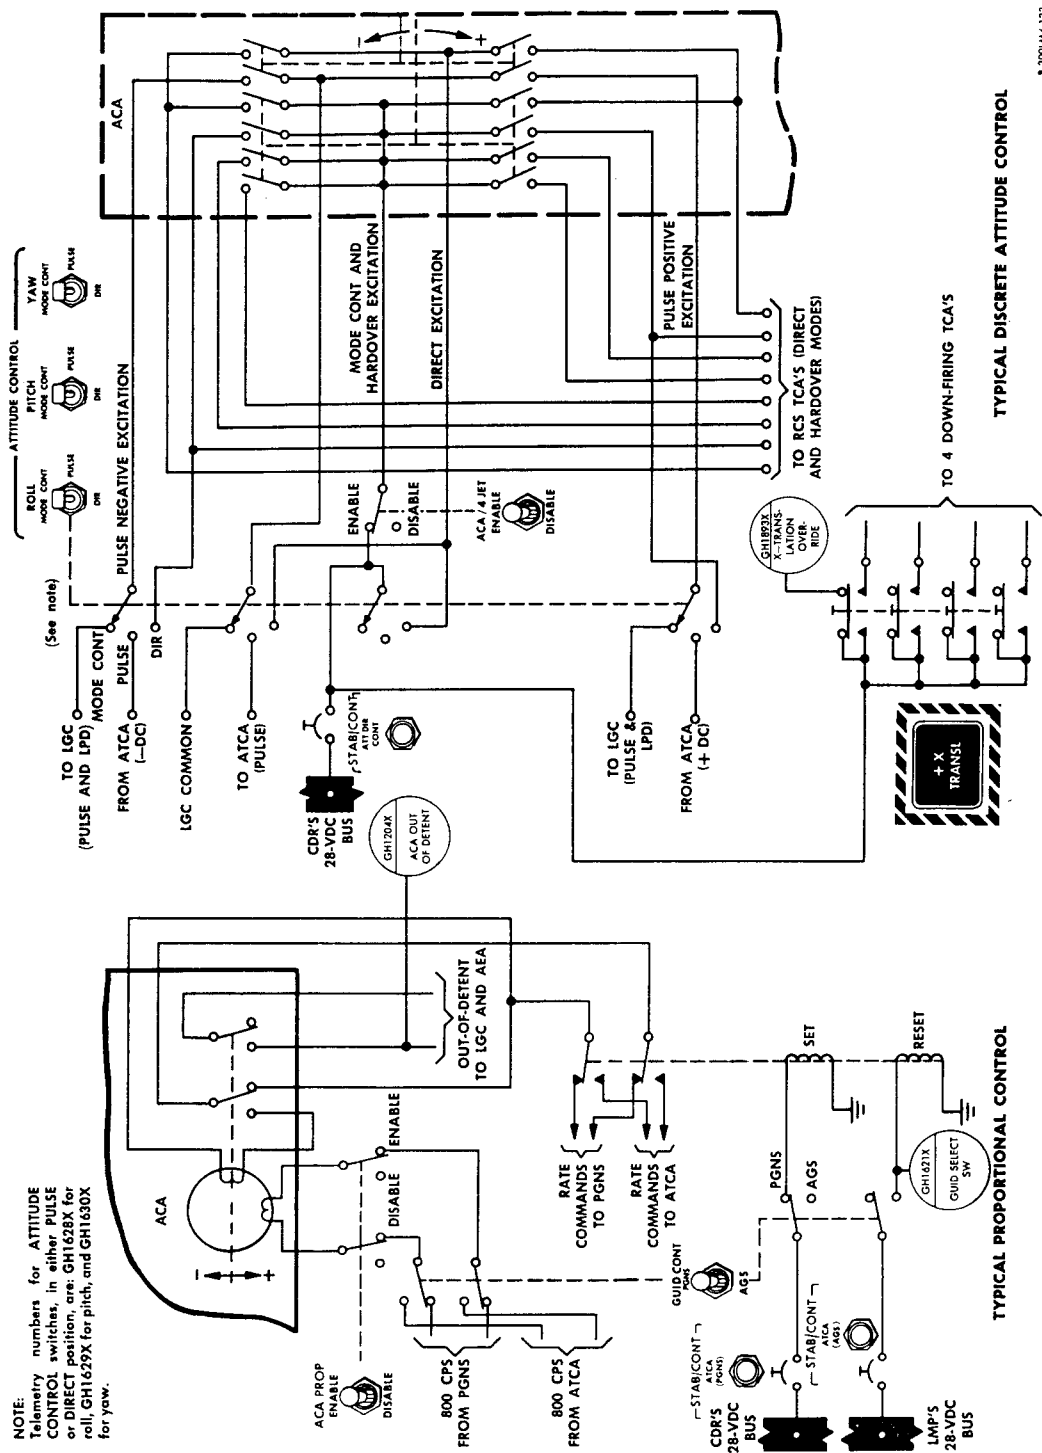 NOTE:
Telemetry numbers for ATTITUDE
CONTROL switches, in either PULSE
or DIRECT position, are: GH1628X for
roll, GH1629X for pitch, and GH1630X
for yaw.
ACA
ACA PROP
ENABLE
DISABLE
DISABLE
ENABLE
800 CPS
FROM PGNS
800 CPS
FROM ATCA
OUT-OF-DETENT
TO LGC AND AEA
GH1204X
ACA OUT
OF DETENT
RATE
COMMANDS
TO PGNS
RATE
COMMANDS
TO ATCA
GUID CONT
PGNS
AGS
PGNS
AGS
SET
RESET
GH1621X
GUID SELECT
SW
STAB/CONT
ATCA
(PGNS)
STAB/CONT
ATCA
(AGS)
CDR'S
28-VDC
BUS
LMP'S
28-VDC
BUS
TYPICAL PROPORTIONAL CONTROL
ATTITUDE CONTROL
ROLL
MODE CONT
PULSE
DIR
PITCH
MODE CONT
PULSE
DIR
YAW
MODE CONT
PULSE
DIR
(See note)
TO LGC
(PULSE AND LPD)
MODE CONT
FROM ATCA
(—DC)
PULSE
DIR
PULSE NEGATIVE EXCITATION
LGC COMMON
TO ATCA
(PULSE)
CDR'S
28-VDC
BUS
STAB/CONT
ATT DIR
CONT
ENABLE
DISABLE
ACA/4 JET
ENABLE
DISABLE
MODE CONT AND
HARDOVER EXCITATION
DIRECT EXCITATION
ACA
TO LGC
(PULSE &
LPD)
FROM ATCA
(+ DC)
PULSE POSITIVE
EXCITATION
TO RCS TCA'S (DIRECT
AND HARDOVER MODES)
GH1893X
X-TRANS-
LATION
OVER-
RIDE
+ X
TRANSL
TO 4 DOWN-FIRING TCA'S
TYPICAL DISCRETE ATTITUDE CONTROL